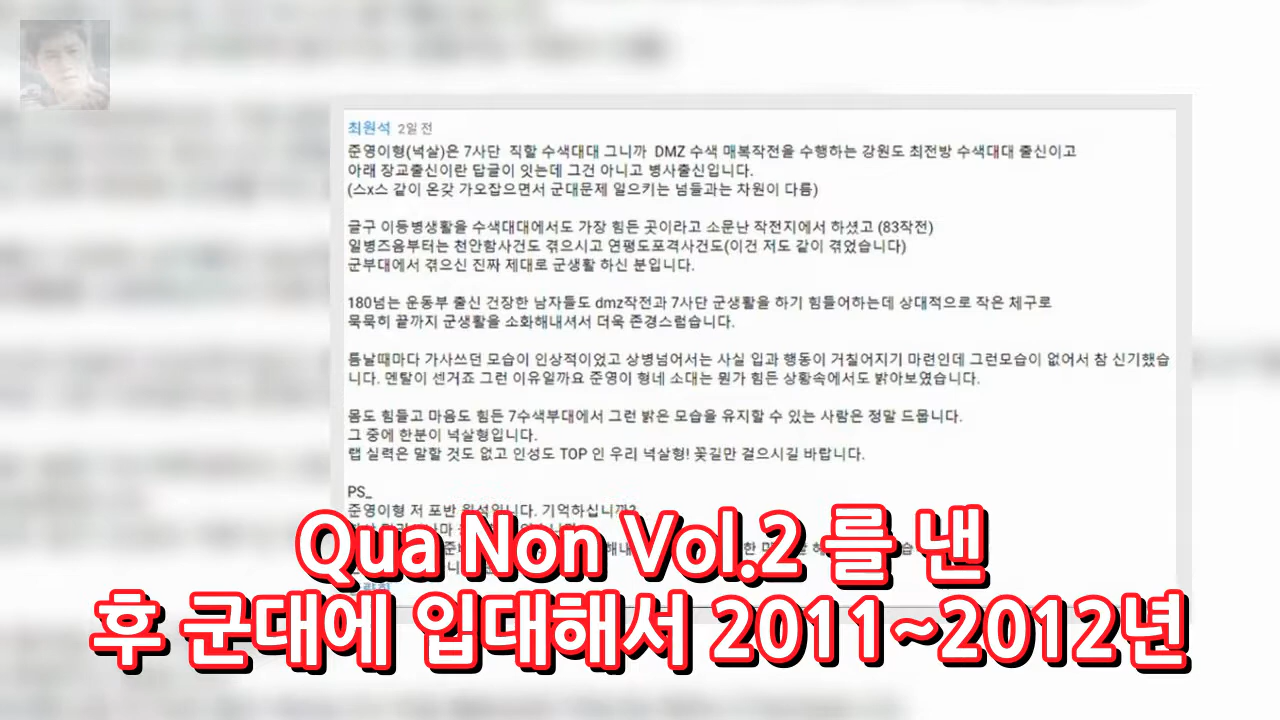 최원석 2일 전
준영이형(넉살)은 7사단 직할 수색대대 그니까 DMZ 수색 매복작전을 수행하는 강원도 최전방 수색대대 출신이고
아래 장교출신이란 답글이 잇는데 그건 아니고 병사출신입니다.
(스x스 같이 온갖 가오잡으면서 군대문제 일으키는 넘들과는 차원이 다름)
글구 이등병생활을 수색대대에서도 가장 힘든 곳이라고 소문난 작전지에서 하셨고 (83작전)
일병즈음부터는 천안함사건도 겪으시고 연평도포격사건도(이건 저도 같이 겪었습니다)
군부대에서 겪으신 진짜 제대로 군생활 하신 분입니다.
180넘는 운동부 출신 건장한 남자들도 dmz작전과 7사단 군생활을 하기 힘들어하는데 상대적으로 작은 체구로
묵묵히 끝까지 군생활을 소화해내셔서 더욱 존경스럽습니다.
틈날때마다 가사쓰던 모습이 인상적이었고 상병넘어서는 사실 입과 행동이 거칠어지기 마련인데 그런모습이 없어서 참 신기했습
니다. 멘탈이 센거죠 그런 이유일까요 준영이 형네 소대는 뭔가 힘든 상황속에서도 밝아보였습니다.
몸도 힘들고 마음도 힘든 7수색부대에서 그런 밝은 모습을 유지할 수 있는 사람은 정말 드뭅니다.
그 중에 한분이 넉살형입니다.
랩 실력은 말할 것도 없고 인성도 TOP 인 우리 넉살형! 꽃길만 걸으시길 바랍니다.
PS_
준영이형 저 포반 원석입니다. 기억하십니까?
Qua Non Vol.2 를 낸
후 군대에 입대해서 2011~2012년